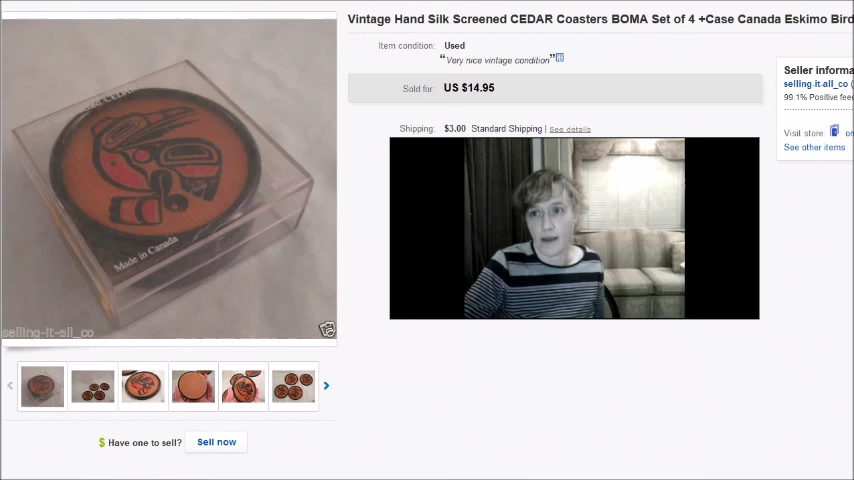 Vintage Hand Silk Screened CEDAR Coasters BOMA Set of 4 +Case Canada Eskimo Bird
Item condition: Used
“Very nice vintage condition”
Sold for: US $14.95
Shipping: $3.00 Standard Shipping | See details
Seller informa
selling-it-all_co (
99.1% Positive fee
Visit store: on
See other items
CEDAR
Made in Canada
selling-it-all_co
$ Have one to sell? Sell now